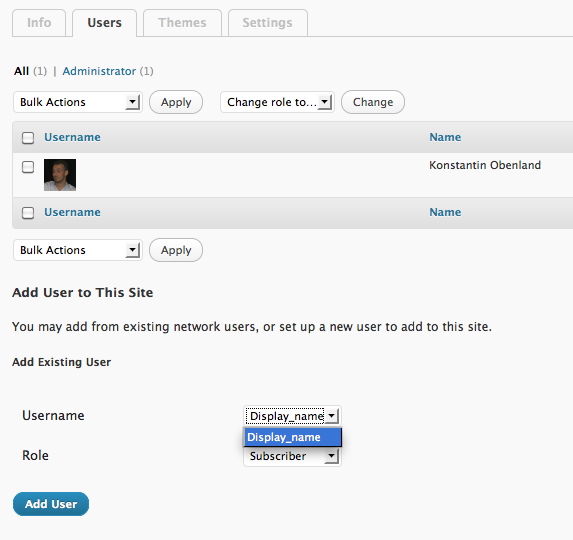 Info Users Themes Settings
All (1) | Administrator (1)
Bulk Actions Apply Change role to... Change
Username Name
Konstantin Obenland
Username Name
Bulk Actions Apply
Add User to This Site
You may add from existing network users, or set up a new user to add to this site.
Add Existing User
Username Display_name
Display_name
Role Subscriber
Add User